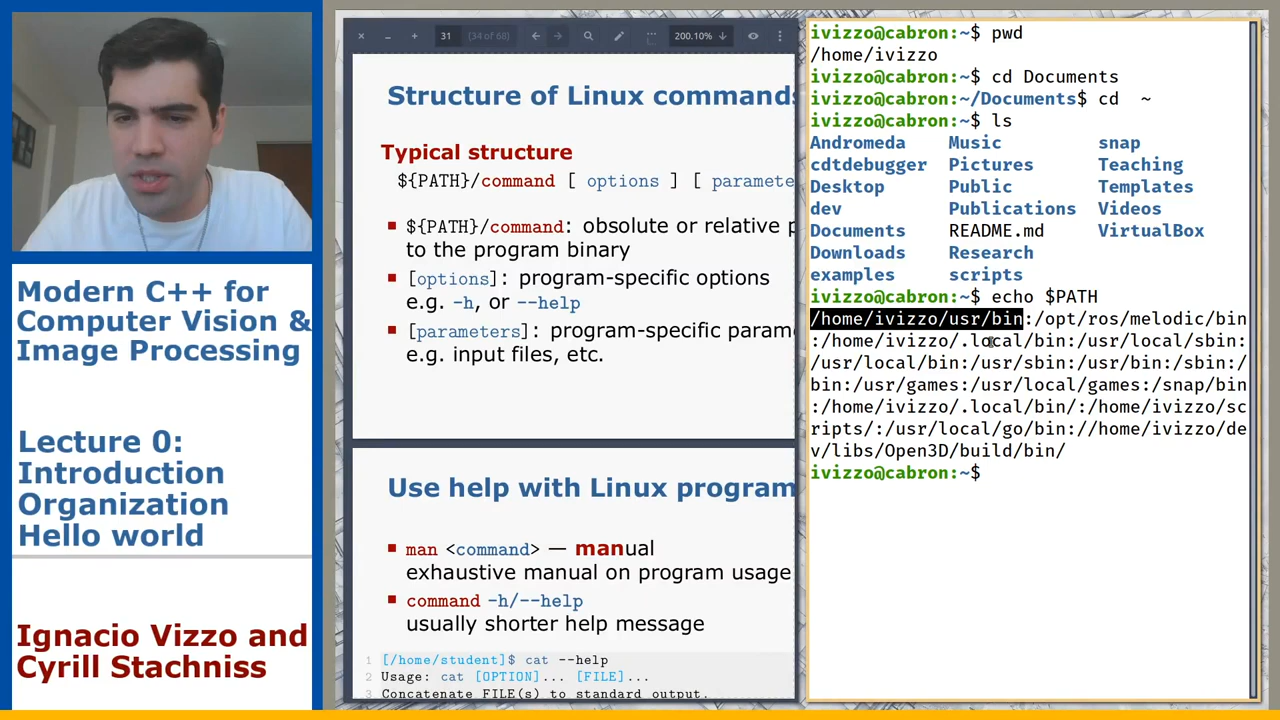 Modern C++ for
Computer Vision &
Image Processing
Lecture 0:
Introduction
Organization
Hello world
Ignacio Vizzo and
Cyrill Stachniss
31 (34 of 60) 200.10%
Structure of Linux commands
Typical structure
${PATH}/command [ options ] [ paramete
${PATH}/command: obsolute or relative p
to the program binary
[options]: program-specific options
e.g. -h, or --help
[parameters]: program-specific param
e.g. input files, etc.
Use help with Linux program
man <command> — manual
exhaustive manual on program usage
command -h/--help
usually shorter help message
1 [/home/student]$ cat --help
2 Usage: cat [OPTION]... [FILE]...
3 Concatenate FILE(s) to standard output.
ivizzo@cabron:~$ pwd
/home/ivizzo
ivizzo@cabron:~$ cd Documents
ivizzo@cabron:~/Documents$ cd ~
ivizzo@cabron:~$ ls
Andromeda Music snap
cdtdebugger Pictures Teaching
Desktop Public Templates
dev Publications Videos
Documents README.md VirtualBox
Downloads Research
examples scripts
ivizzo@cabron:~$ echo $PATH
/home/ivizzo/usr/bin:/opt/ros/melodic/bin
:/home/ivizzo/.local/bin:/usr/local/sbin:
/usr/local/bin:/usr/sbin:/usr/bin:/sbin:/
bin:/usr/games:/usr/local/games:/snap/bin
:/home/ivizzo/.local/bin/:/home/ivizzo/sc
ripts/:/usr/local/go/bin://home/ivizzo/de
v/libs/Open3D/build/bin/
ivizzo@cabron:~$